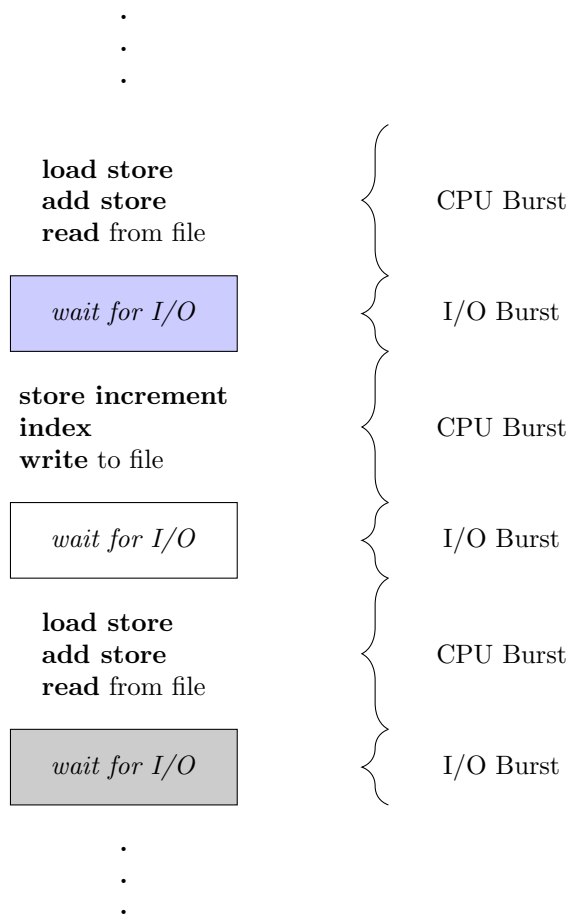 load store
add store
read from file
CPU Burst
wait for I/O
I/O Burst
store increment
index
write to file
CPU Burst
wait for I/O
I/O Burst
load store
add store
read from file
CPU Burst
wait for I/O
I/O Burst